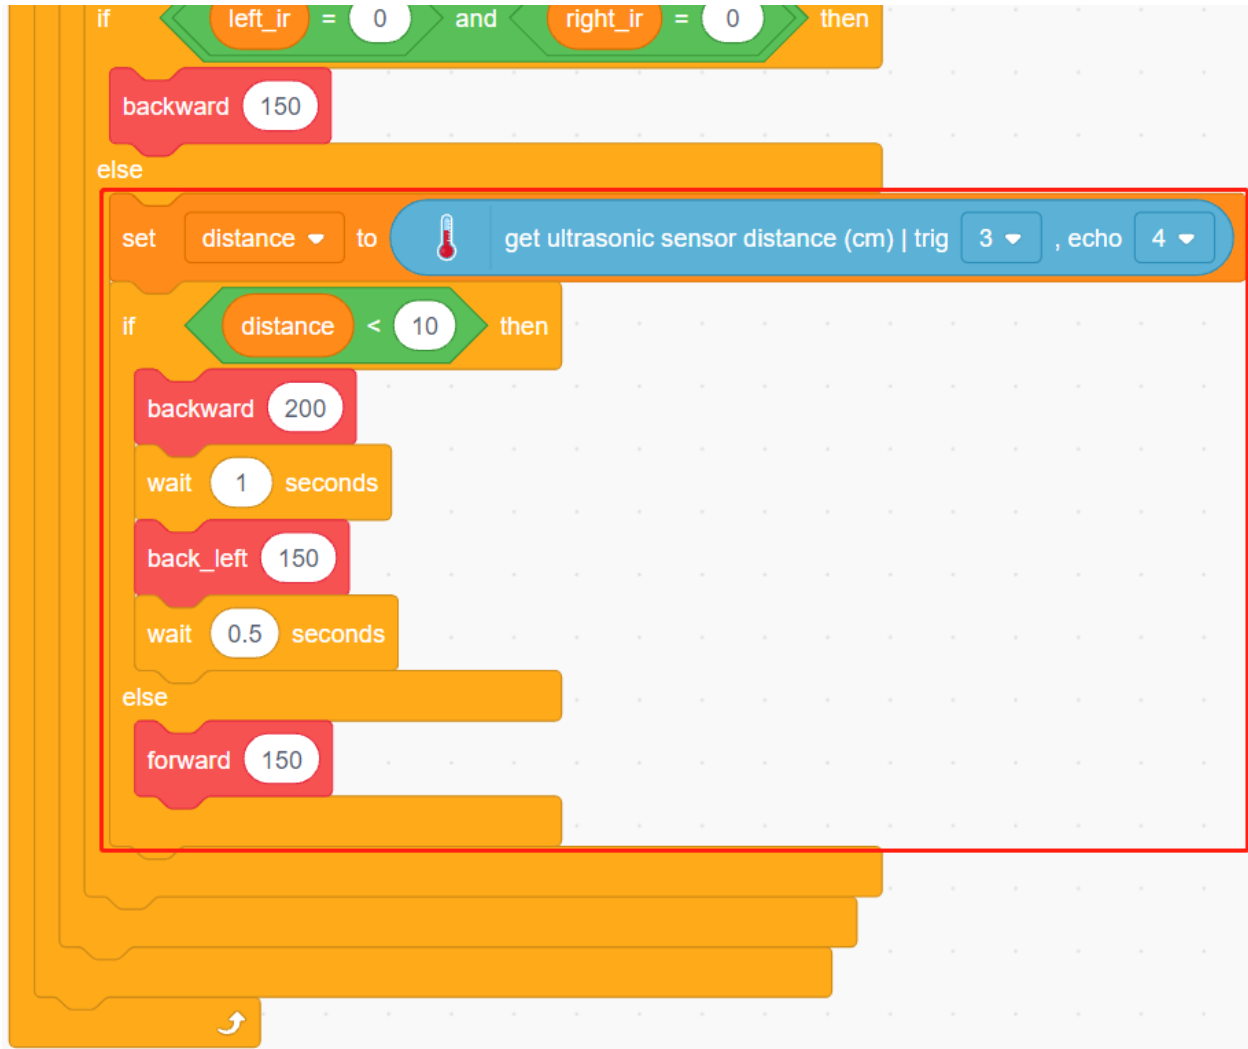 if left_ir = 0 and right_ir = 0 then
backward 150
else
set distance to get ultrasonic sensor distance (cm) | trig 3 , echo 4
if distance < 10 then
backward 200
wait 1 seconds
back_left 150
wait 0.5 seconds
else
forward 150